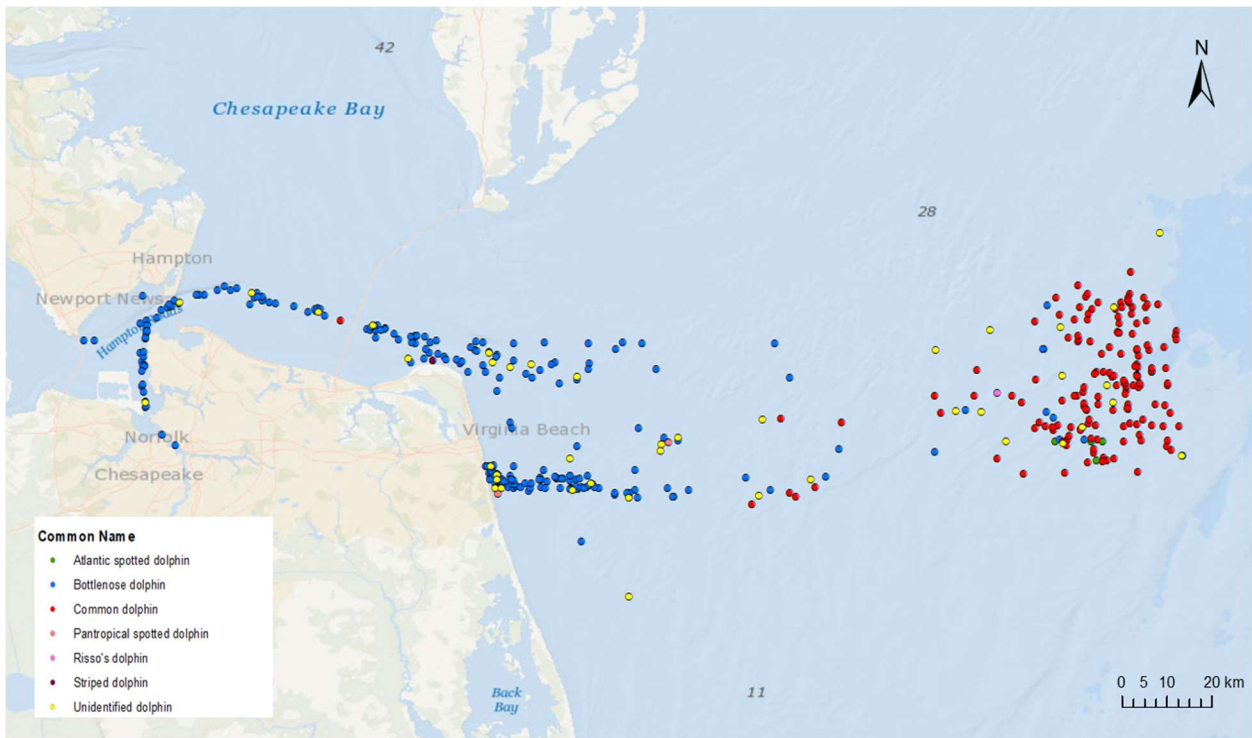 42
N
Chesapeake Bay
28
Hampton
Newport News
Hampton Roads
Norfolk
Virginia Beach
Chesapeake
Common Name
Atlantic spotted dolphin
Bottlenose dolphin
Common dolphin
Pantropical spotted dolphin
Risso's dolphin
Striped dolphin
Unidentified dolphin
Back
Bay
11
0 5 10 20 km